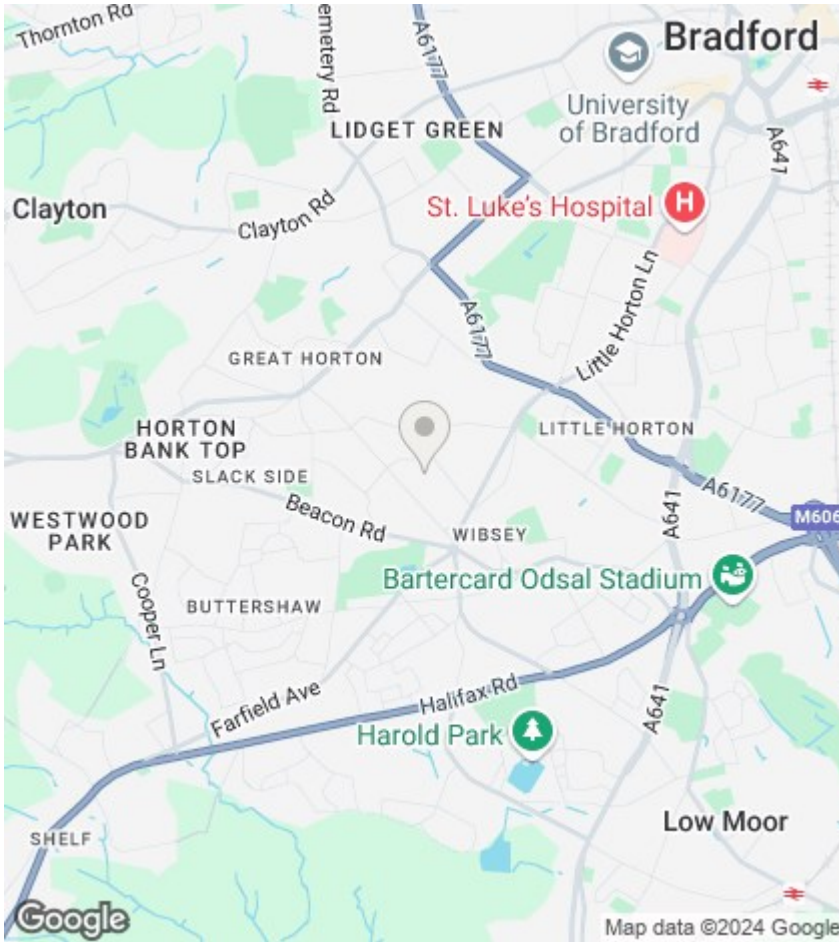 Thornton Rd
emetery Rd
A6177
Bradford
University
of Bradford
A641
LIDGET GREEN
Clayton
Clayton Rd
St. Luke's Hospital
H
Little Horton Ln
A6177
GREAT HORTON
HORTON
BANK TOP
LITTLE HORTON
SLACK SIDE
Beacon Rd
A641
A6177
M606
WESTWOOD
PARK
WIBSEY
Bartercard Odsal Stadium
Cooper Ln
BUTTERSHAW
Farfield Ave
Halifax Rd
A641
Harold Park
Low Moor
SHELF
Google
Map data ©2024 Google